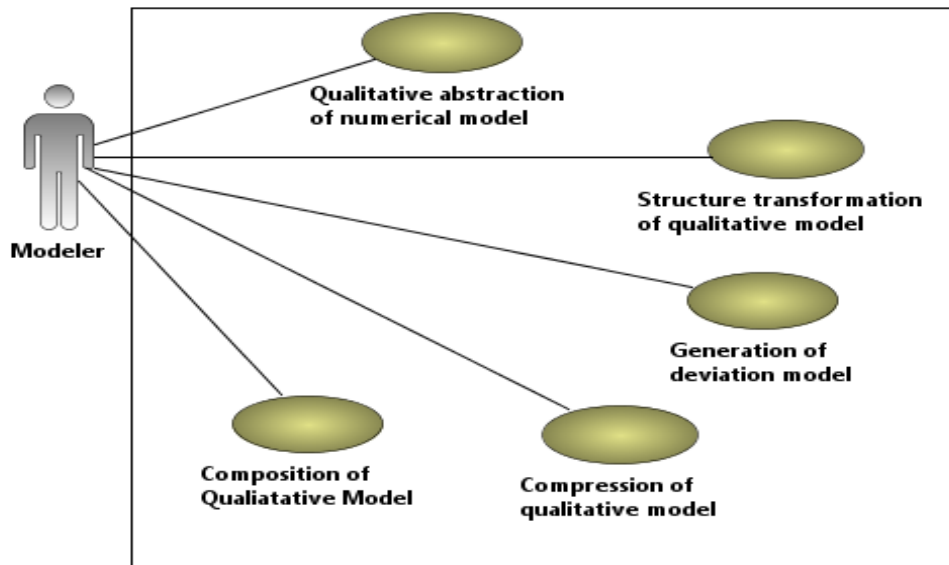 Qualitative abstraction
of numerical model
Structure transformation
of qualitative model
Modeler
Generation of
deviation model
Composition of
Qualiatative Model
Compression of
qualitative model